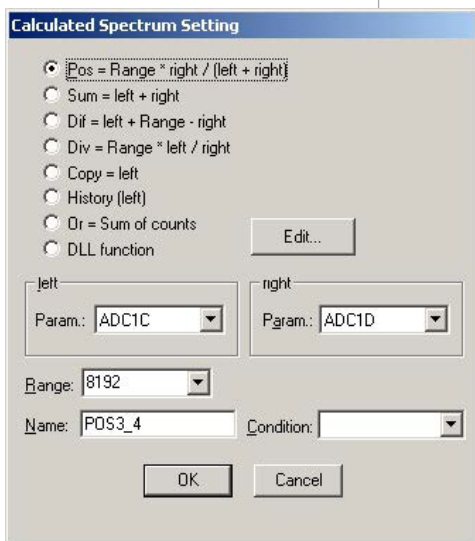 Calculated Spectrum Setting
Pos = Range * right / (left + right)
Sum = left + right
Dif = left + Range - right
Div = Range * left / right
Copy = left
History (left)
Or = Sum of counts
DLL function
Edit...
left
right
Param.: ADC1C
Param.: ADC1D
Range: 8192
Name: POS3_4
Condition:
OK
Cancel